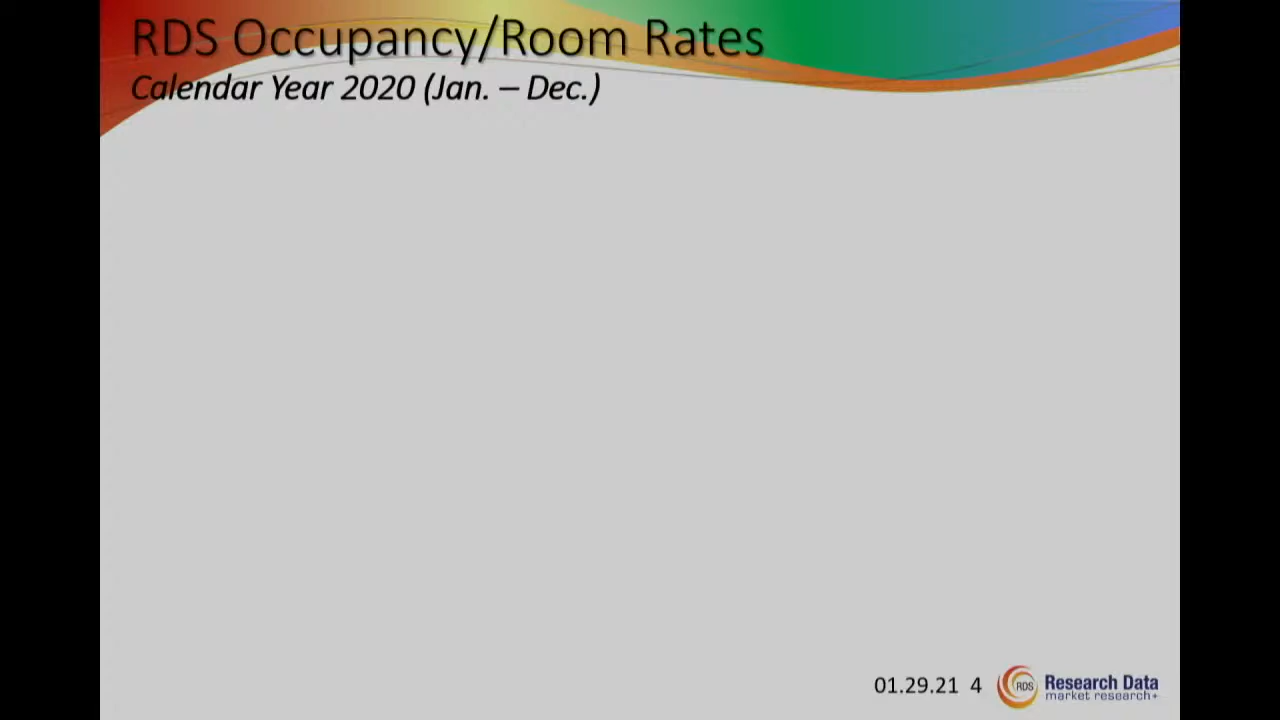 RDS Occupancy/Room Rates
Calendar Year 2020 (Jan. – Dec.)
01.29.21 4
RDS
Research Data
market research+